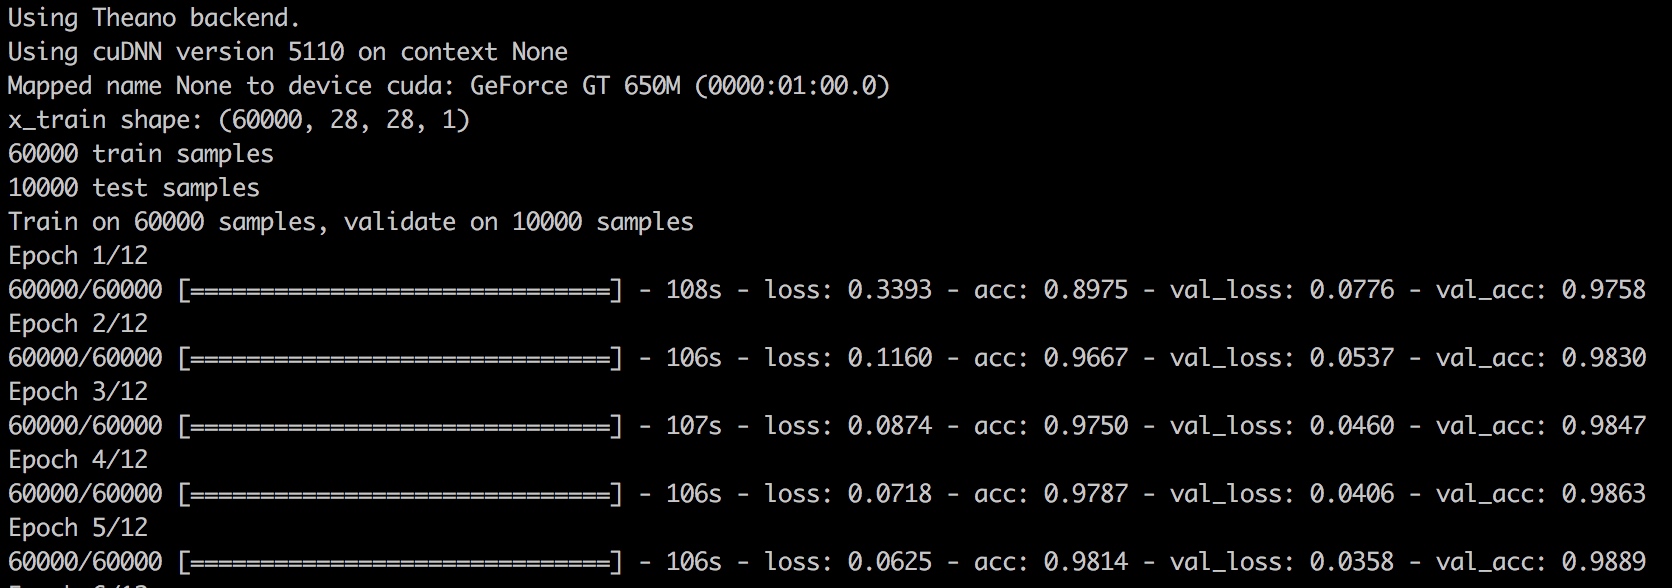 Using Theano backend.
Using cuDNN version 5110 on context None
Mapped name None to device cuda: GeForce GT 650M (0000:01:00.0)
x_train shape: (60000, 28, 28, 1)
60000 train samples
10000 test samples
Train on 60000 samples, validate on 10000 samples
Epoch 1/12
60000/60000 [==============================] - 108s - loss: 0.3393 - acc: 0.8975 - val_loss: 0.0776 - val_acc: 0.9758
Epoch 2/12
60000/60000 [==============================] - 106s - loss: 0.1160 - acc: 0.9667 - val_loss: 0.0537 - val_acc: 0.9830
Epoch 3/12
60000/60000 [==============================] - 107s - loss: 0.0874 - acc: 0.9750 - val_loss: 0.0460 - val_acc: 0.9847
Epoch 4/12
60000/60000 [==============================] - 106s - loss: 0.0718 - acc: 0.9787 - val_loss: 0.0406 - val_acc: 0.9863
Epoch 5/12
60000/60000 [==============================] - 106s - loss: 0.0625 - acc: 0.9814 - val_loss: 0.0358 - val_acc: 0.9889